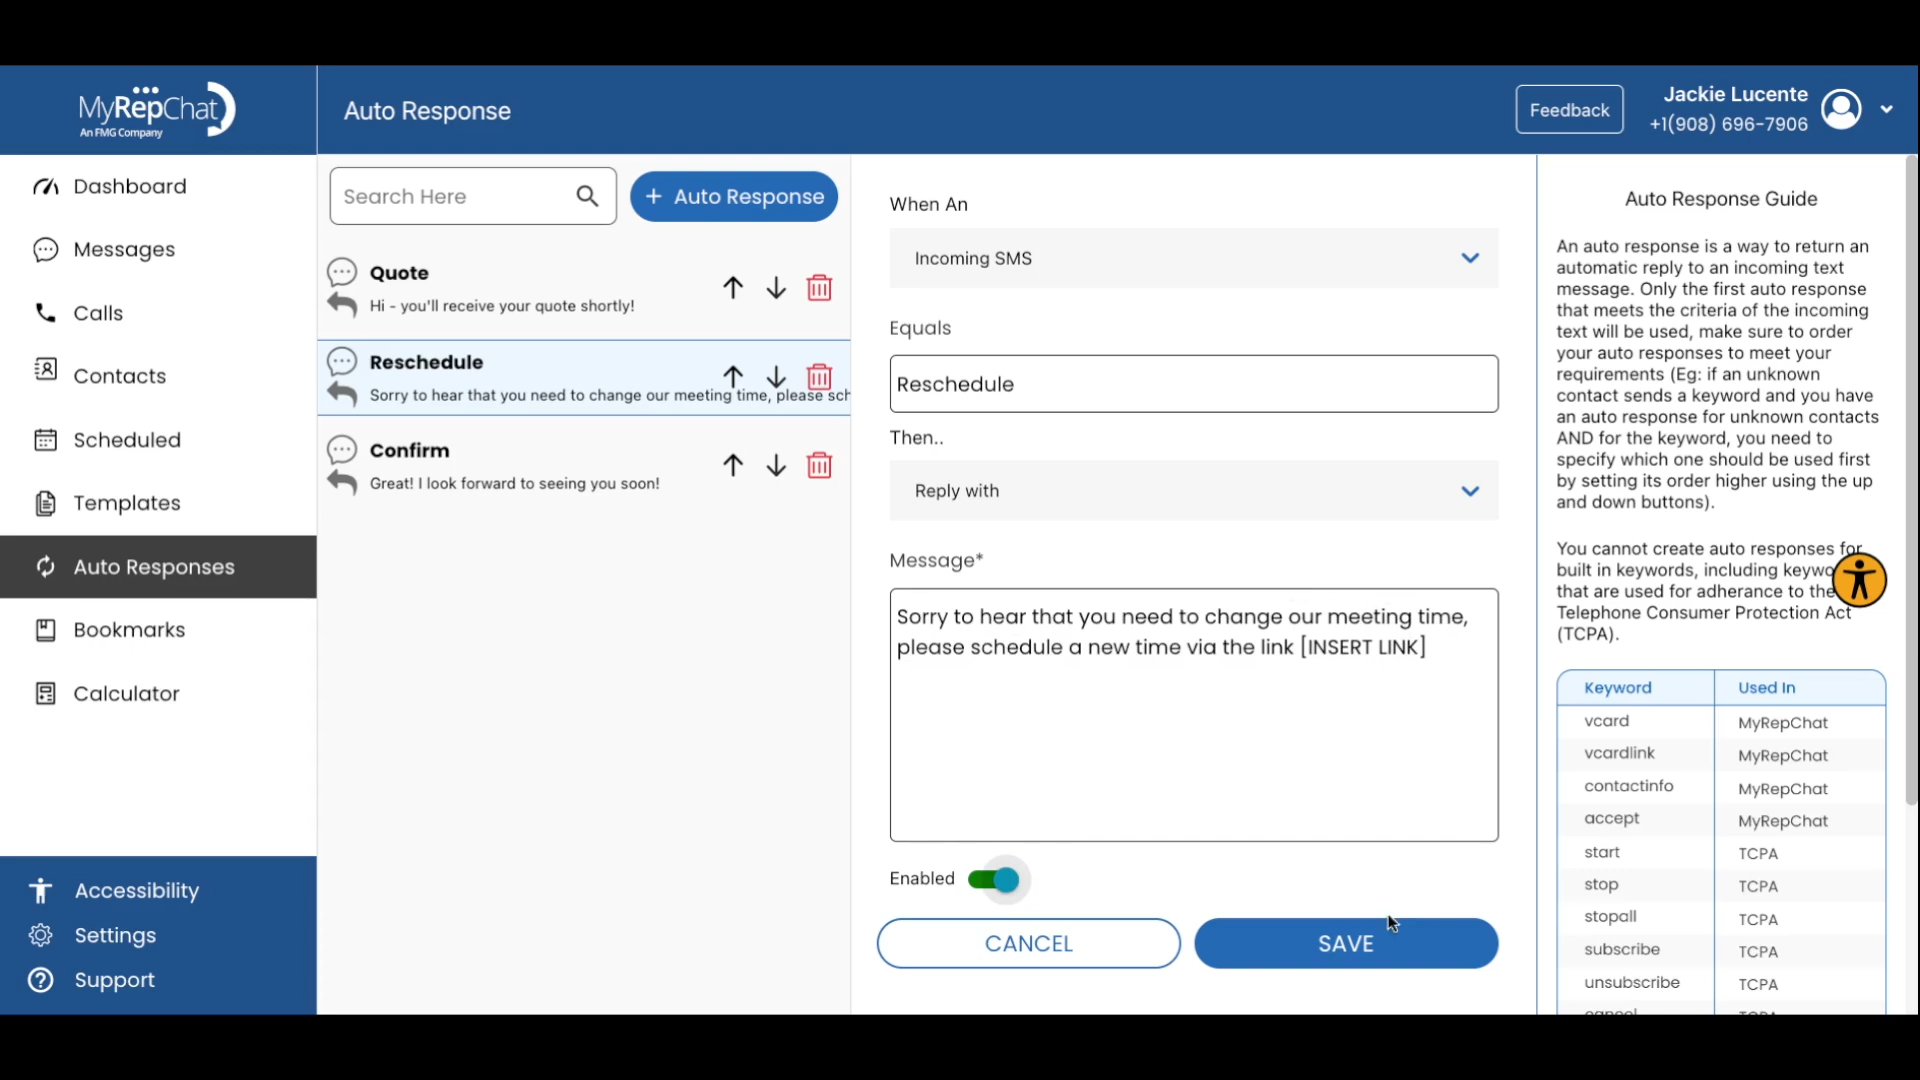 MyRepChat
An FMG Company
Auto Response
Feedback
Jackie Lucente
+1(908) 696-7906
Dashboard
Messages
Calls
Contacts
Scheduled
Templates
Auto Responses
Bookmarks
Calculator
Accessibility
Settings
Support
Search Here
+ Auto Response
Quote
Hi - you'll receive your quote shortly!
Reschedule
Sorry to hear that you need to change our meeting time, please sch
Confirm
Great! I look forward to seeing you soon!
When An
Incoming SMS
Equals
Reschedule
Then..
Reply with
Message*
Sorry to hear that you need to change our meeting time,
please schedule a new time via the link [INSERT LINK]
Enabled
CANCEL
SAVE
Auto Response Guide
An auto response is a way to return an
automatic reply to an incoming text
message. Only the first auto response
that meets the criteria of the incoming
text will be used, make sure to order
your auto responses to meet your
requirements (Eg: if an unknown
contact sends a keyword and you have
an auto response for unknown contacts
AND for the keyword, you need to
specify which one should be used first
by setting its order higher using the up
and down buttons).
You cannot create auto responses for
built in keywords, including keywo
that are used for adherance to the
Telephone Consumer Protection Act
(TCPA).
Keyword Used In
vcard MyRepChat
vcardlink MyRepChat
contactinfo MyRepChat
accept MyRepChat
start TCPA
stop TCPA
stopall TCPA
subscribe TCPA
unsubscribe TCPA
cancel TCPA